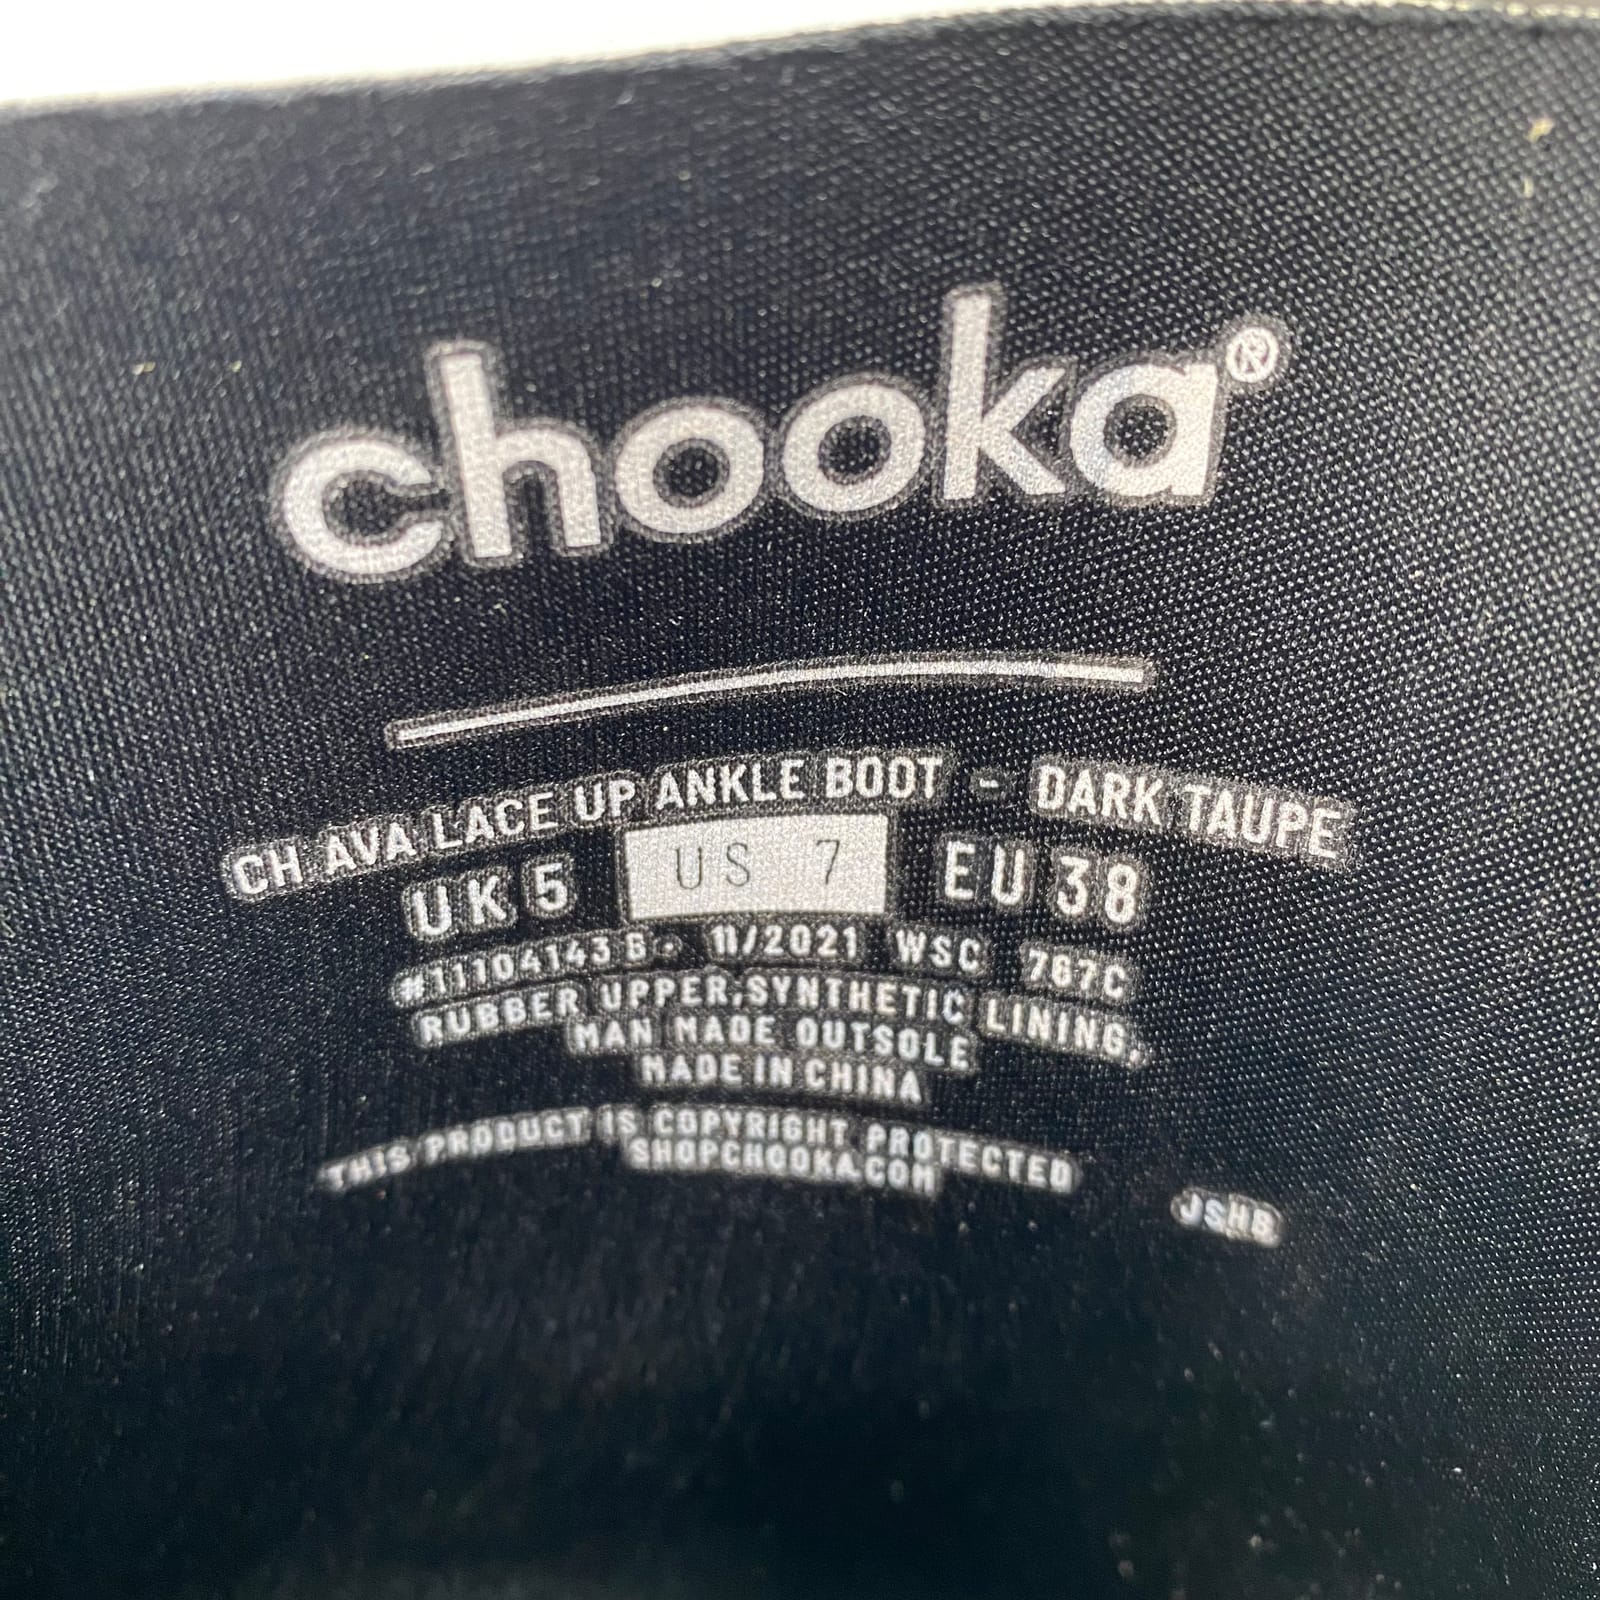 chooka®
CH AVA LACE UP ANKLE BOOT - DARK TAUPE
UK 5 US 7 EU 38
#11104143 G- 11/2021 WSC 767C
RUBBER UPPER,SYNTHETIC LINING,
MAN MADE OUTSOLE
MADE IN CHINA
THIS PRODUCT IS COPYRIGHT PROTECTED
SHOPCHOOKA.COM
JSHB